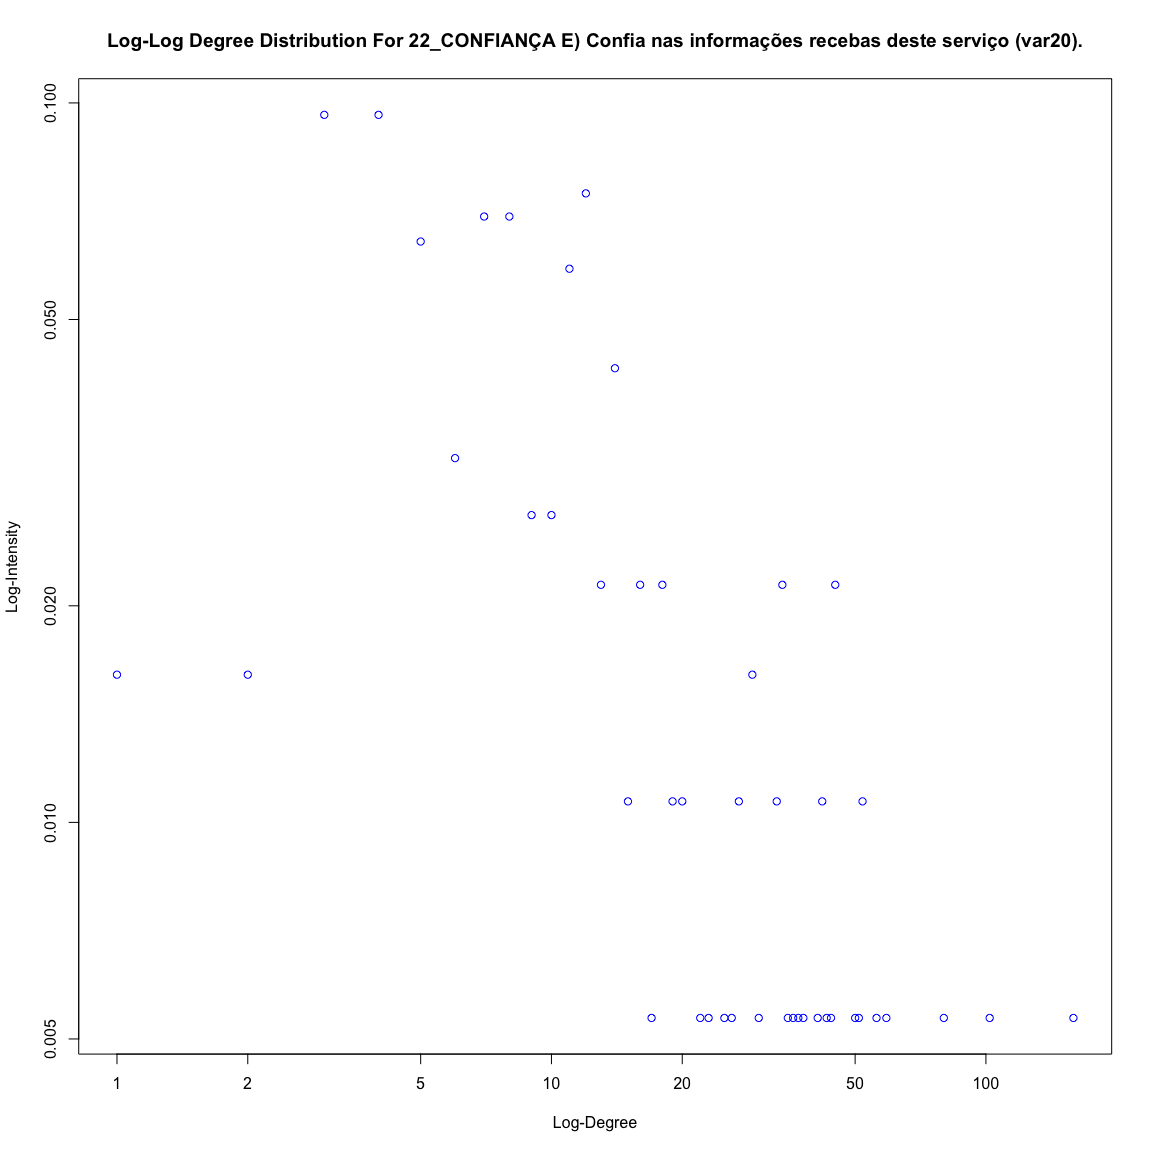 Log-Log Degree Distribution For 22_CONFIANÇA E) Confia nas informações recebas deste serviço (var20).
0.100
0.050
0.020
0.010
0.005
Log-Intensity
1 2 5 10 20 50 100
Log-Degree